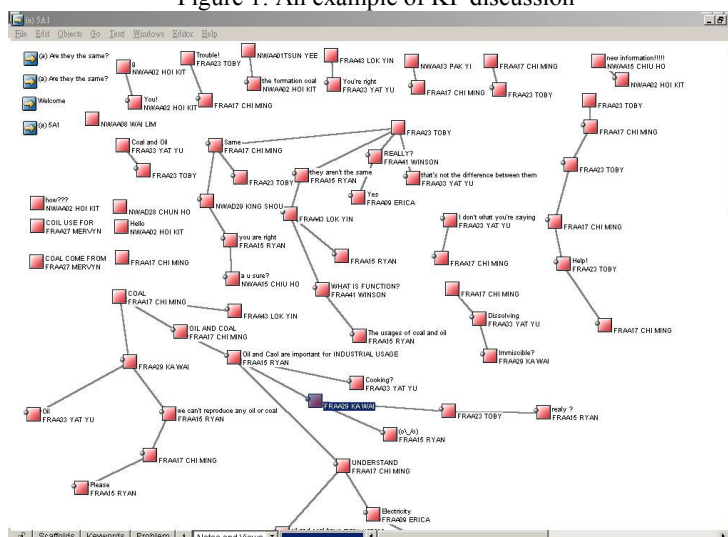 Figure 1: An example of KF discussion
(a) 5A1
File Edit Objects Go Text Windows Editor Help
(a) Are they the same?
(a) Are they the same?
Welcome
(a) 5A1
g
NWAA02 HOI KIT
You!
NWAA02 HOI KIT
NWAA08 WAI LIM
Trouble!
FRAA23 TOBY
FRAA17 CHI MING
NWAA01TSUN YEE
the formation coal
NWAA02 HOI KIT
FRAA43 LOK YIN
You're right
FRAA33 YAT YU
NWAA13 PAK YI
FRAA17 CHI MING
FRAA17 CHI MING
FRAA23 TOBY
new information!!!!!
NWAA15 CHIU HO
NWAA02 HOI KIT
FRAA23 TOBY
FRAA17 CHI MING
FRAA23 TOBY
FRAA17 CHI MING
Help!
FRAA23 TOBY
FRAA17 CHI MING
Coal and Oil
FRAA33 YAT YU
FRAA23 TOBY
Same
FRAA17 CHI MING
FRAA23 TOBY
NWAD29 KING SHOU
you are right
FRAA15 RYAN
a u sure?
NWAA15 CHIU HO
FRAA23 TOBY
REALLY?
FRAA41 WINSON
Yes
FRAA09 ERICA
that's not the difference between them
FRAA33 YAT YU
they aren't the same
FRAA15 RYAN
FRAA43 LOK YIN
FRAA15 RYAN
WHAT IS FUNCTION?
FRAA41 WINSON
The usages of coal and oil
FRAA15 RYAN
I don't what you're saying
FRAA33 YAT YU
FRAA17 CHI MING
FRAA17 CHI MING
Dissolving
FRAA33 YAT YU
Immiscible?
FRAA29 KA WAI
how???
NWAA02 HOI KIT
NWAD28 CHUN HO
COIL USE FOR
FRAA27 MERVYN
Hello
NWAA02 HOI KIT
COAL COME FROM
FRAA27 MERVYN
FRAA17 CHI MING
COAL
FRAA17 CHI MING
FRAA43 LOK YIN
OIL AND COAL
FRAA17 CHI MING
FRAA29 KA WAI
Oil and Caol are important for INDUSTRIAL USAGE
FRAA15 RYAN
Cooking?
FRAA33 YAT YU
FRAA29 KA WAI
FRAA23 TOBY
realy ?
FRAA15 RYAN
(o\_/o)
FRAA15 RYAN
Oil
FRAA33 YAT YU
we can't reproduce any oil or coal
FRAA15 RYAN
FRAA17 CHI MING
Please
FRAA15 RYAN
UNDERSTAND
FRAA17 CHI MING
Electricity
FRAA09 ERICA
Scaffolds Keywords Problem i Notes and Views